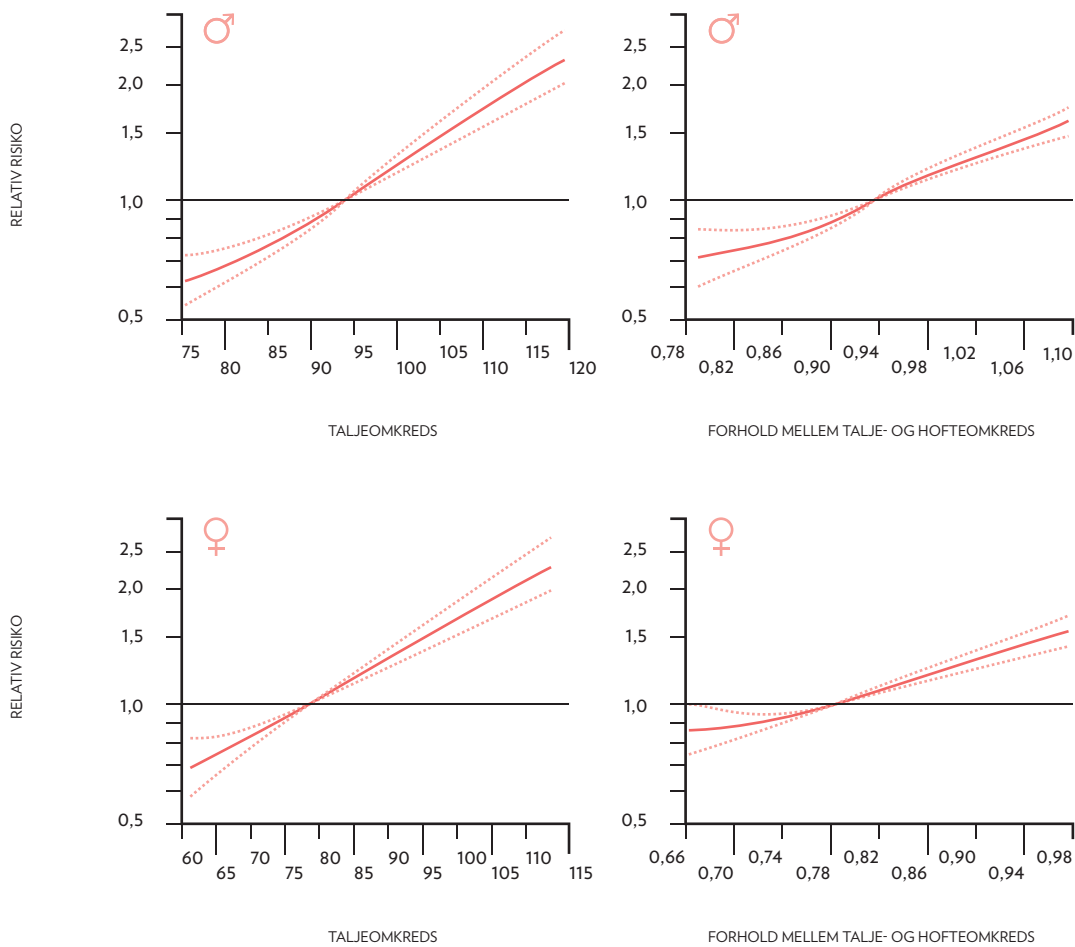 2,5
2,0
1,5
1,0
0,5
RELATIV RISIKO
75 80 85 90 95 100 105 110 115 120
TALJEOMKREDS
2,5
2,0
1,5
1,0
0,5
0,78 0,82 0,86 0,90 0,94 0,98 1,02 1,06 1,10
FORHOLD MELLEM TALJE- OG HOFTEOMKREDS
2,5
2,0
1,5
1,0
0,5
RELATIV RISIKO
60 65 70 75 80 85 90 95 100 105 110 115
TALJEOMKREDS
2,5
2,0
1,5
1,0
0,5
0,66 0,70 0,74 0,78 0,82 0,86 0,90 0,94 0,98
FORHOLD MELLEM TALJE- OG HOFTEOMKREDS